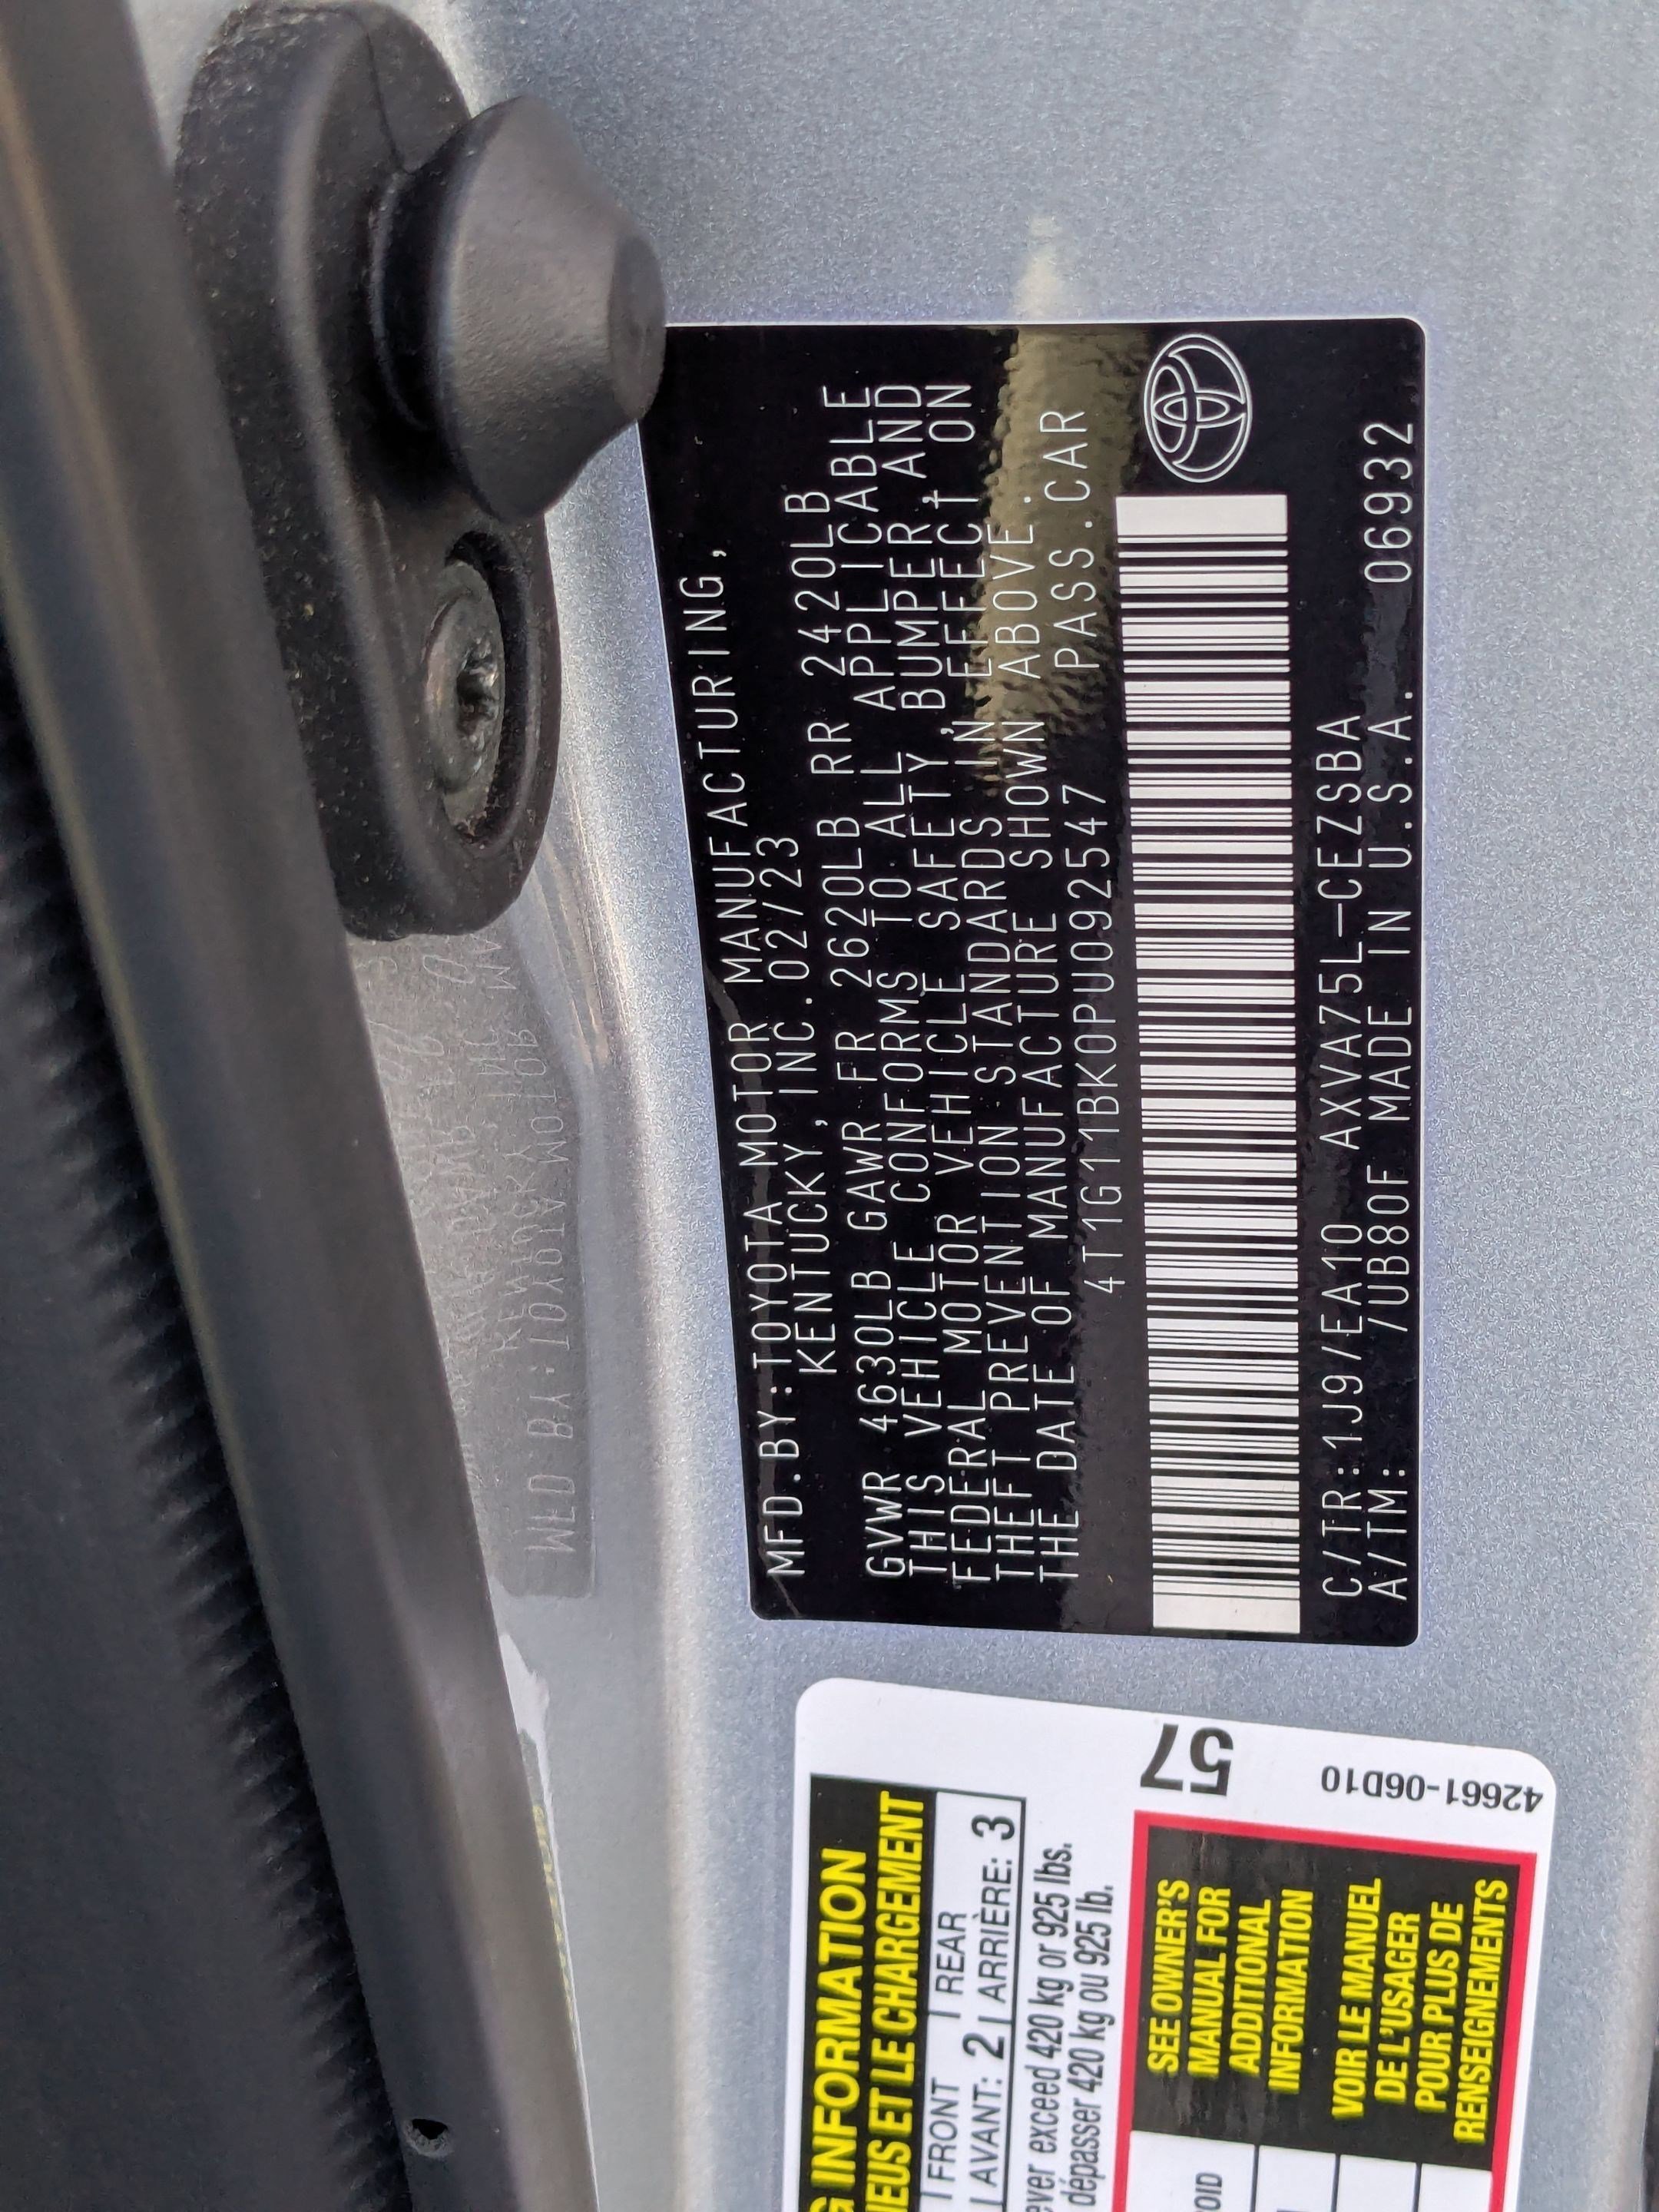 MFD.BY:TOYOTA MOTOR MANUFACTURING,
KENTUCKY, INC.02/23
GVWR 4630LB GAWR FR 2620LB RR 2420LB
THIS VEHICLE CONFORMS TO ALL APPLICABLE
FEDERAL MOTOR VEHICLE SAFETY, BUMPER, AND
THEFT PREVENTION STANDARDS IN EFFECT ON
THE DATE OF MANUFACTURE SHOWN ABOVE.
4T1G11BK0PU092547 PASS.CAR
C/TR:1J9/EA10 AXVA75L-CEZSBA
A/TM: /UB80F MADE IN U.S.A. 06932
G INFORMATION
NEUS ET LE CHARGEMENT
FRONT REAR
AVANT: 2 ARRIÈRE: 3
ever exceed 420 kg or 925 lbs.
dépasser 420 kg ou 925 lb.
SEE OWNER'S
MANUAL FOR
ADDITIONAL
INFORMATION
VOIR LE MANUEL
DE L'USAGER
POUR PLUS DE
RENSEIGNEMENTS
57
42661-06D10